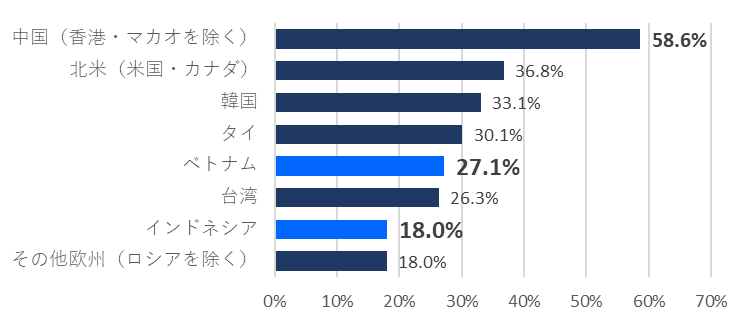 中国（香港・マカオを除く） 58.6%
北米（米国・カナダ） 36.8%
韓国 33.1%
タイ 30.1%
ベトナム 27.1%
台湾 26.3%
インドネシア 18.0%
その他欧州（ロシアを除く） 18.0%
0% 10% 20% 30% 40% 50% 60% 70%